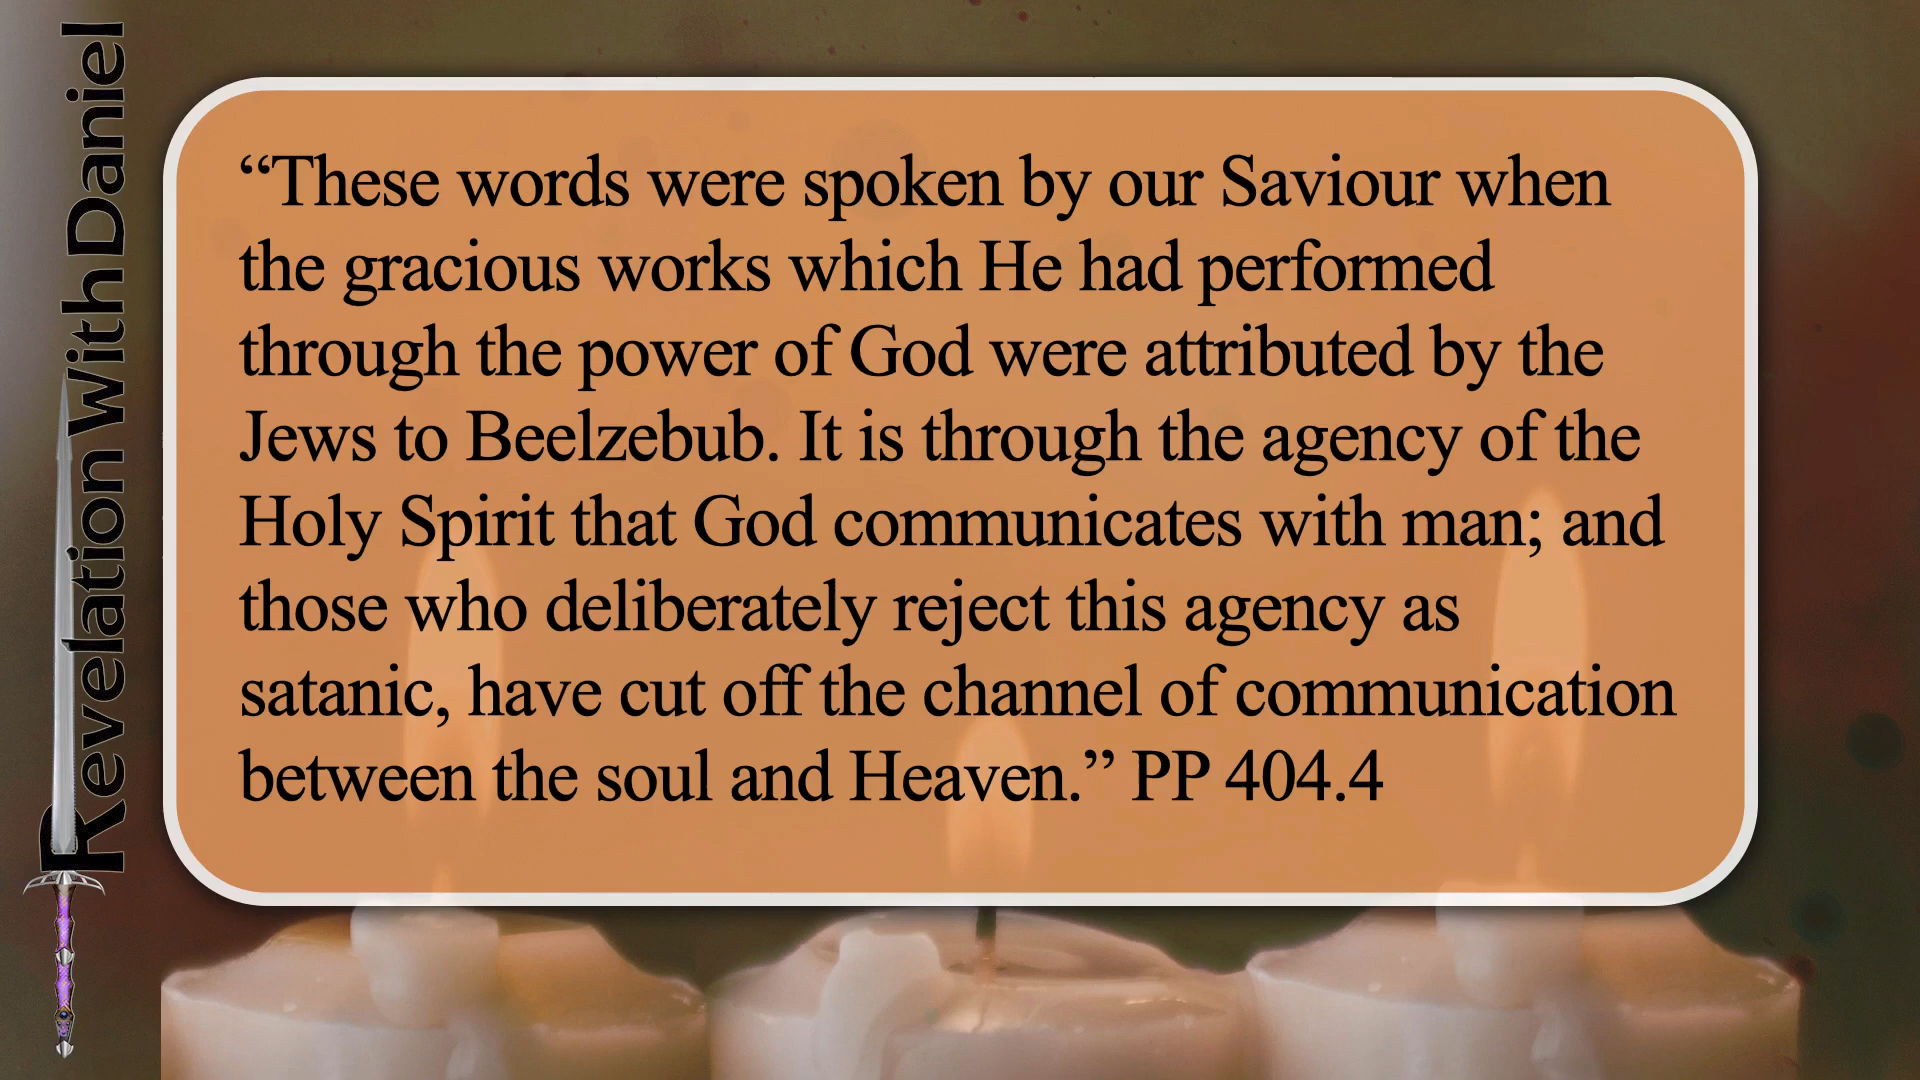 Revelation With Daniel
“These words were spoken by our Saviour when
the gracious works which He had performed
through the power of God were attributed by the
Jews to Beelzebub. It is through the agency of the
Holy Spirit that God communicates with man; and
those who deliberately reject this agency as
satanic, have cut off the channel of communication
between the soul and Heaven.” PP 404.4